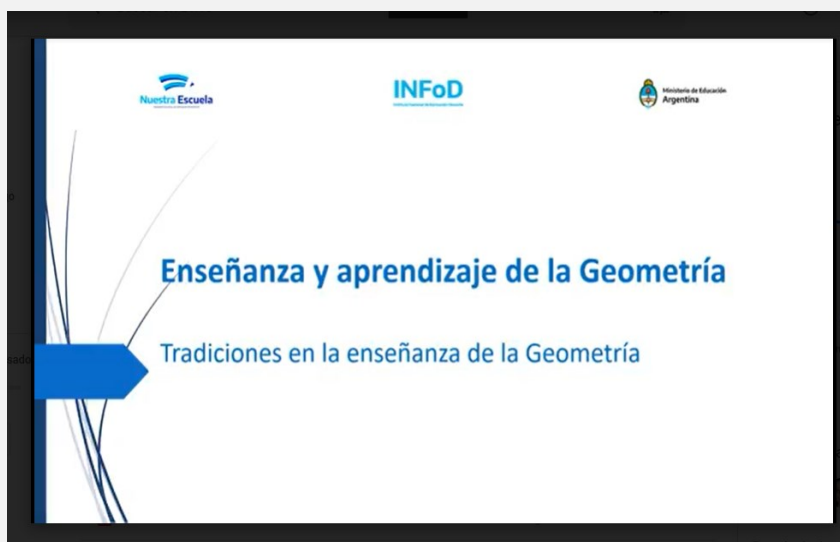 Nuestra Escuela
INFoD
Ministerio de Educación
Argentina
Enseñanza y aprendizaje de la Geometría
Tradiciones en la enseñanza de la Geometría